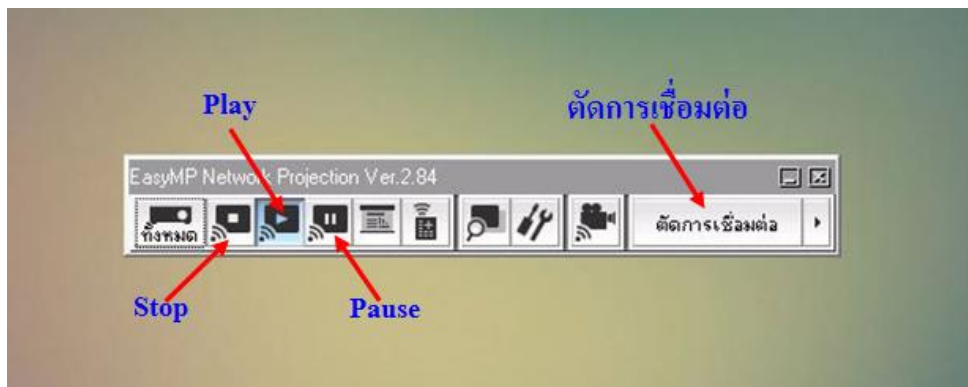 Play
ตัดการเชื่อมต่อ
EasyMP Network Projection Ver.2.84
ทั้งหมด
ตัดการเชื่อมต่อ
Stop
Pause